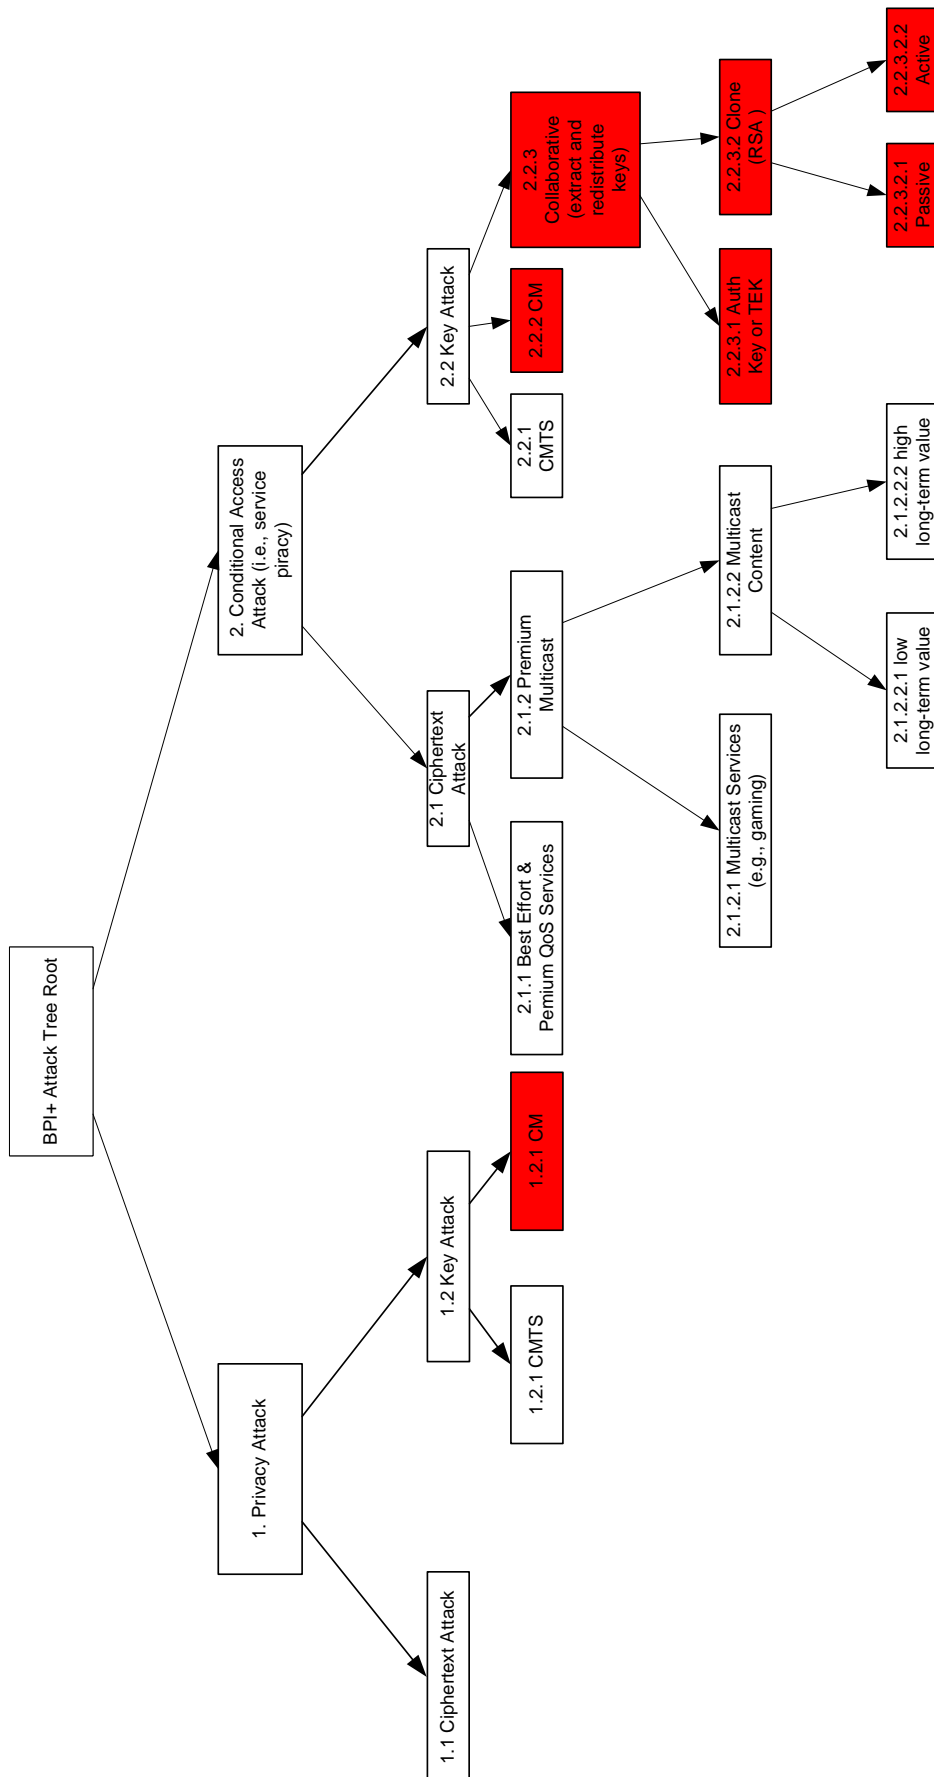 BPI+ Attack Tree Root
1. Privacy Attack
2. Conditional Access
Attack (i.e., service
piracy)
1.1 Ciphertext Attack
1.2 Key Attack
2.1 Ciphertext
Attack
2.2 Key Attack
1.2.1 CMTS
1.2.1 CM
2.1.1 Best Effort &
Pemium QoS Services
2.1.2 Premium
Multicast
2.2.1
CMTS
2.2.2 CM
2.2.3
Collaborative
(extract and
redistribute
keys)
2.1.2.1 Multicast Services
(e.g., gaming)
2.1.2.2 Multicast
Content
2.2.3.1 Auth
Key or TEK
2.2.3.2 Clone
(RSA )
2.1.2.2.1 low
long-term value
2.1.2.2.2 high
long-term value
2.2.3.2.1
Passive
2.2.3.2.2
Active